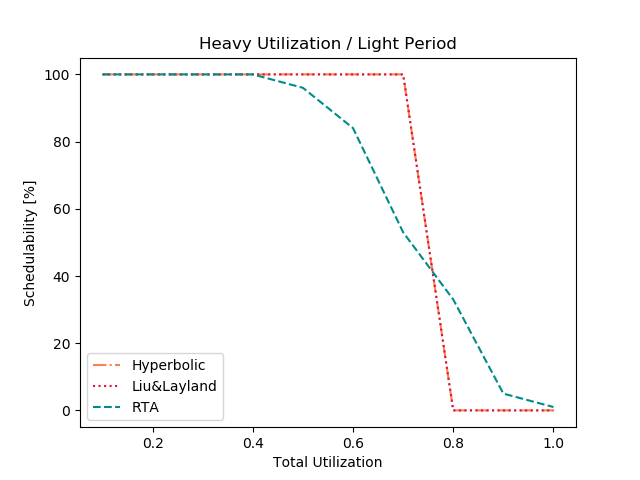 Heavy Utilization / Light Period
Schedulability [%]
100
80
60
40
20
0
Hyperbolic
Liu&Layland
RTA
0.2 0.4 0.6 0.8 1.0
Total Utilization